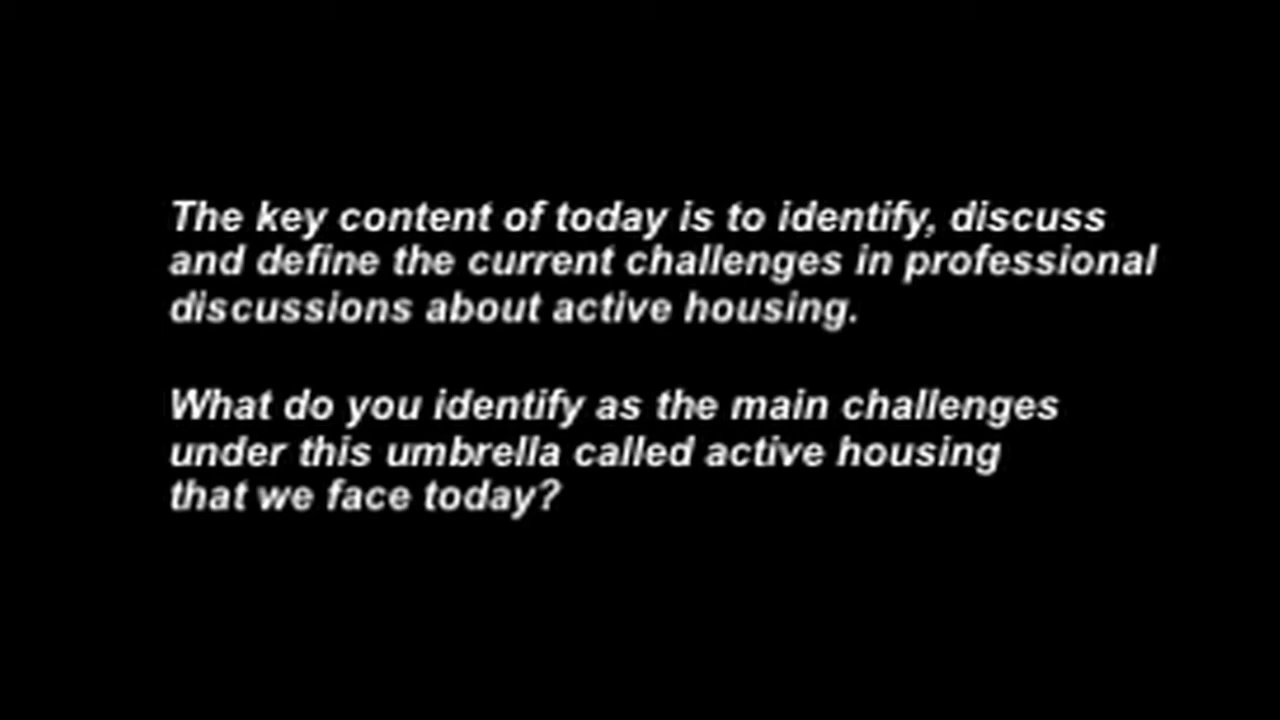 The key content of today is to identify, discuss
and define the current challenges in professional
discussions about active housing.
What do you identify as the main challenges
under this umbrella called active housing
that we face today?